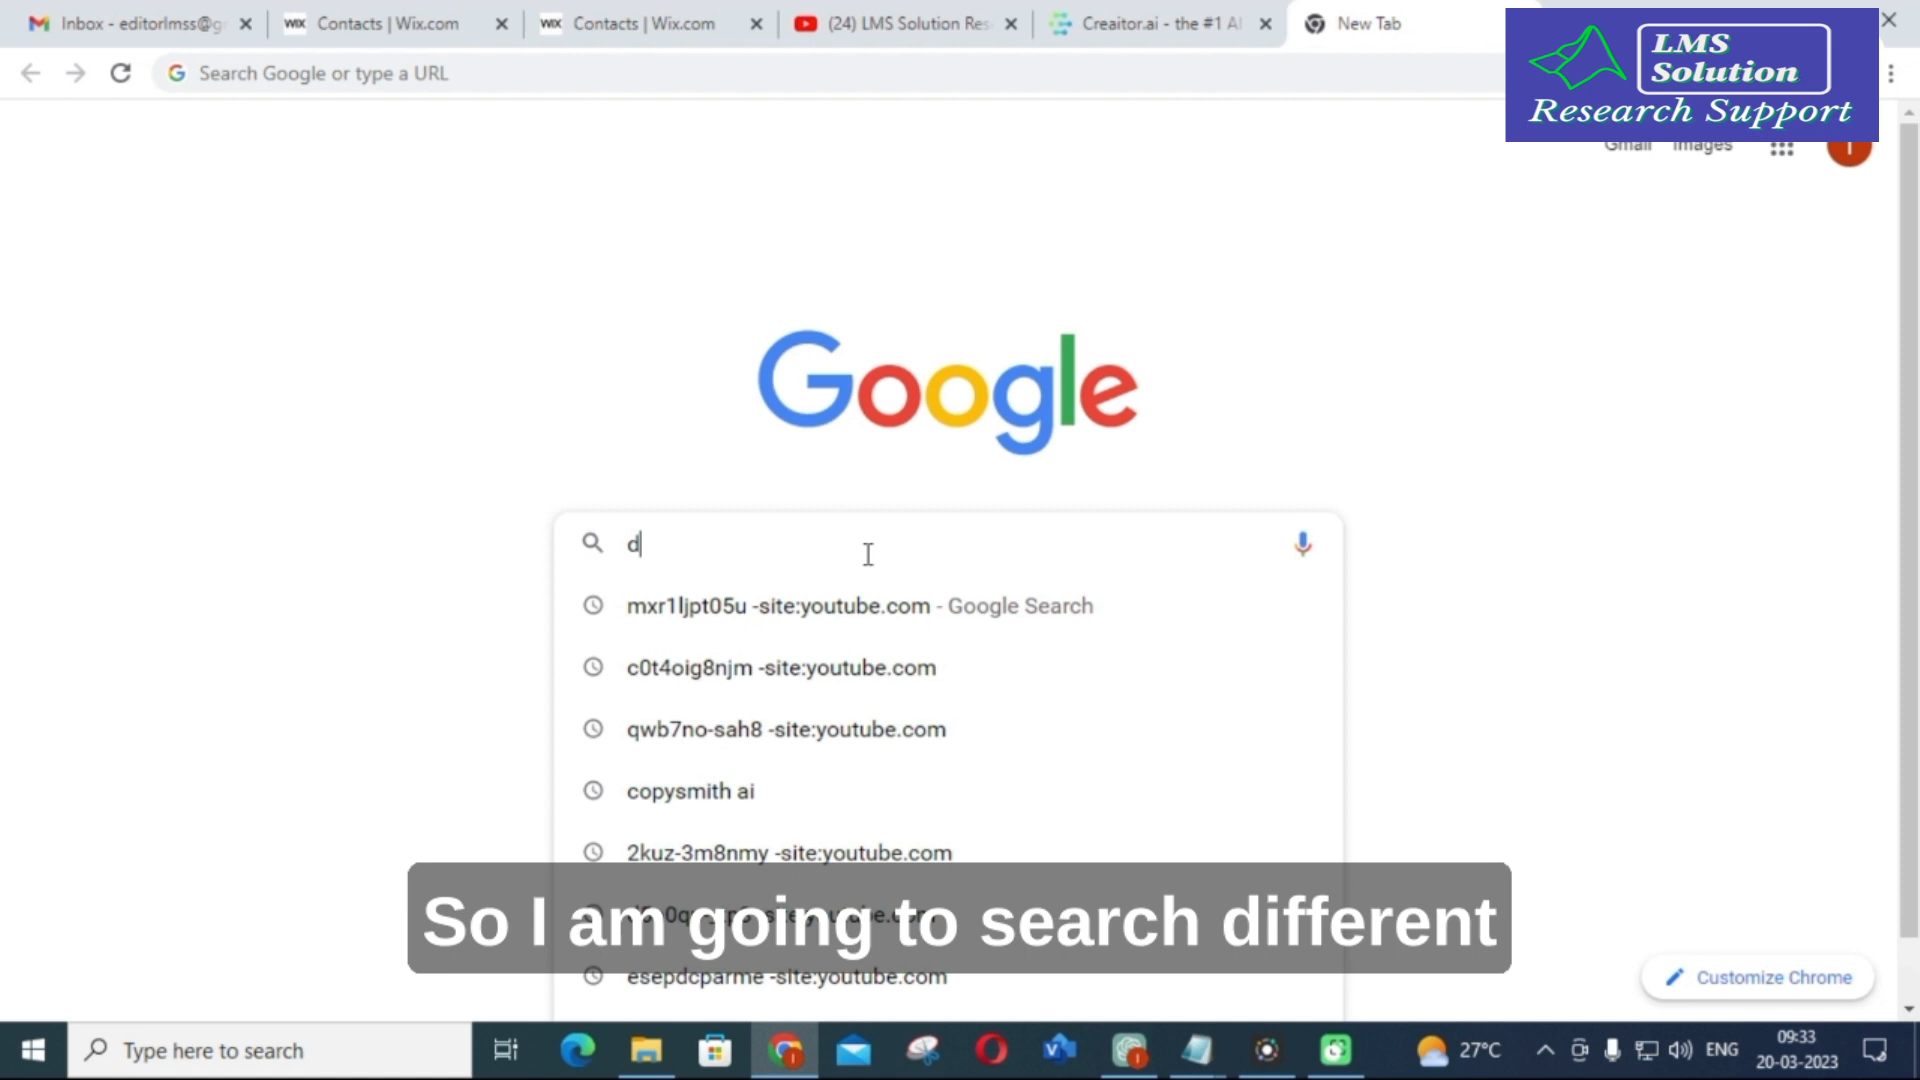 Inbox - editorlmss@g
Contacts | Wix.com
Contacts | Wix.com
(24) LMS Solution Res
Creaitor.ai - the #1 AI
New Tab
Search Google or type a URL
LMS
Solution
Research Support
Gmail Images
Google
d
mxr1ljpt05u -site:youtube.com - Google Search
c0t4oig8njm -site:youtube.com
qwb7no-sah8 -site:youtube.com
copysmith ai
2kuz-3m8nmy -site:youtube.com
So I am going to search different
esepdcparme -site:youtube.com
Customize Chrome
Type here to search
27°C
ENG
09:33
20-03-2023